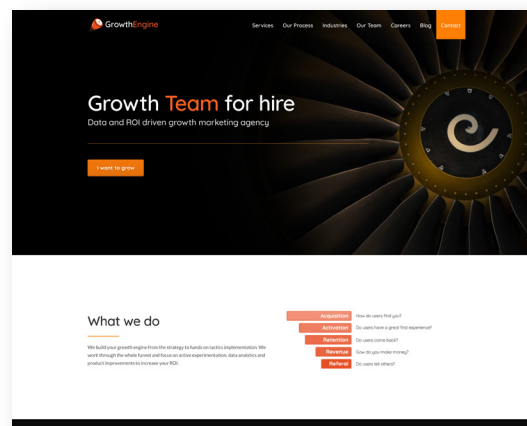 GrowthEngine
Services Our Process Industries Our Team Careers Blog Contact
Growth Team for hire
Data and ROI driven growth marketing agency
I want to grow
What we do
We build your growth engine from the strategy to hands on tactics implementation. We
work through the whole funnel and focus on active experimentation, data analytics and
product improvements to increase your ROI.
Acquisition How do users find you?
Activation Do users have a great first experience?
Retention Do users come back?
Revenue How do you make money?
Referal Do users tell others?